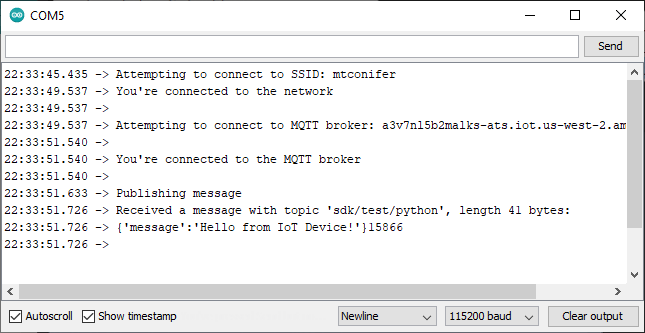 COM5
Send
22:33:45.435 -> Attempting to connect to SSID: mtconifer
22:33:49.537 -> You're connected to the network
22:33:49.537 ->
22:33:49.537 -> Attempting to connect to MQTT broker: a3v7nl5b2malks-ats.iot.us-west-2.am
22:33:51.540 ->
22:33:51.540 -> You're connected to the MQTT broker
22:33:51.540 ->
22:33:51.633 -> Publishing message
22:33:51.726 -> Received a message with topic 'sdk/test/python', length 41 bytes:
22:33:51.726 -> {'message':'Hello from IoT Device!'}15866
22:33:51.726 ->
Autoscroll Show timestamp Newline 115200 baud Clear output